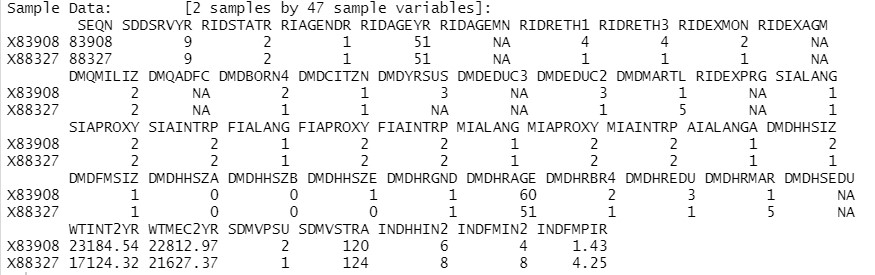 Sample Data: [2 samples by 47 sample variables]:
SEQN SDDSRVYR RIDSTATR RIAGENDR RIDAGEYR RIDAGEMN RIDRETH1 RIDRETH3 RIDEXMON RIDEXAGM
X83908 83908 9 2 1 51 NA 4 4 2 NA
X88327 88327 9 2 1 51 NA 1 1 1 NA
DMQMILIZ DMQADFC DMDBORN4 DMDCITZN DMDYRSUS DMDEDUC3 DMDEDUC2 DMDMARTL RIDEXPRG SIALANG
X83908 2 NA 2 1 3 NA 3 1 NA 1
X88327 2 NA 1 1 NA NA 1 5 NA 1
SIAPROXY SIAINTRP FIALANG FIAPROXY FIAINTRP MIALANG MIAPROXY MIAINTRP AIALANGA DMDHHSIZ
X83908 2 2 1 2 2 1 2 2 1 2
X88327 2 2 1 2 2 1 2 2 1 1
DMDFMSIZ DMDHHSZA DMDHHSZB DMDHHSZE DMDHRGND DMDHRAGE DMDHRBR4 DMDHREDU DMDHRMAR DMDHSEDU
X83908 1 0 0 1 1 60 2 3 1 NA
X88327 1 0 0 0 1 51 1 1 5 NA
WTINT2YR WTMEC2YR SDMVPSU SDMVSTRA INDHHIN2 INDFMIN2 INDFMPIR
X83908 23184.54 22812.97 2 120 6 4 1.43
X88327 17124.32 21627.37 1 124 8 8 4.25